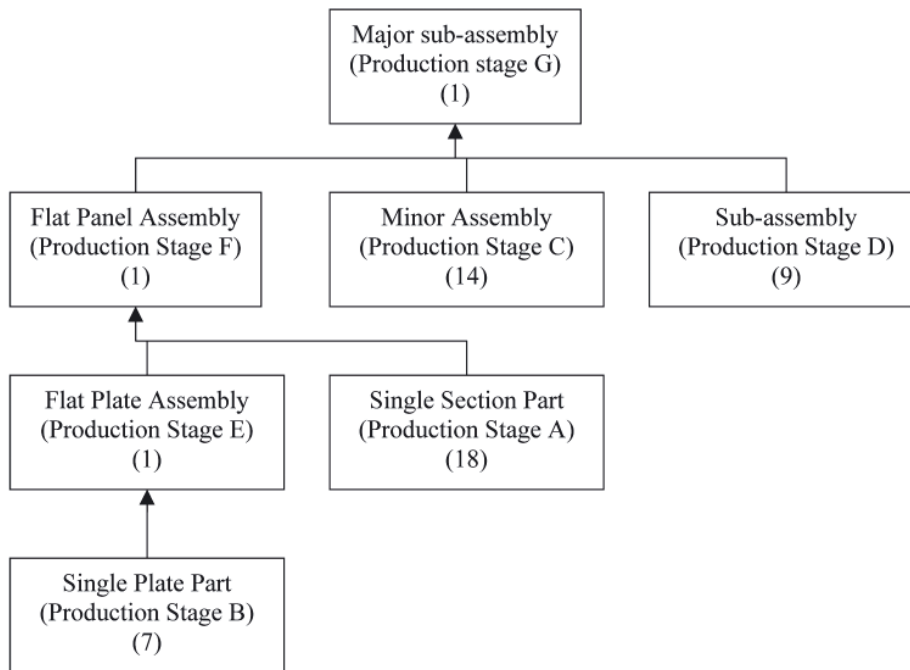 Major sub-assembly
(Production stage G)
(1)
Flat Panel Assembly
(Production Stage F)
(1)
Minor Assembly
(Production Stage C)
(14)
Sub-assembly
(Production Stage D)
(9)
Flat Plate Assembly
(Production Stage E)
(1)
Single Section Part
(Production Stage A)
(18)
Single Plate Part
(Production Stage B)
(7)